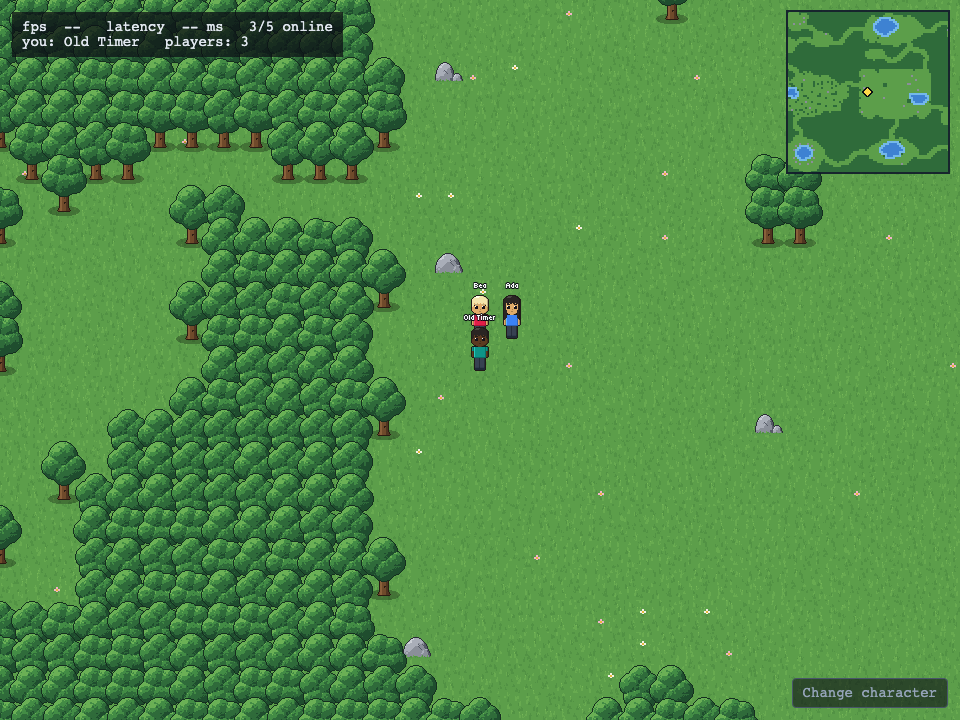 fps -- latency -- ms 3/5 online
you: Old Timer players: 3
Bea Ada
Old Timer
Change character